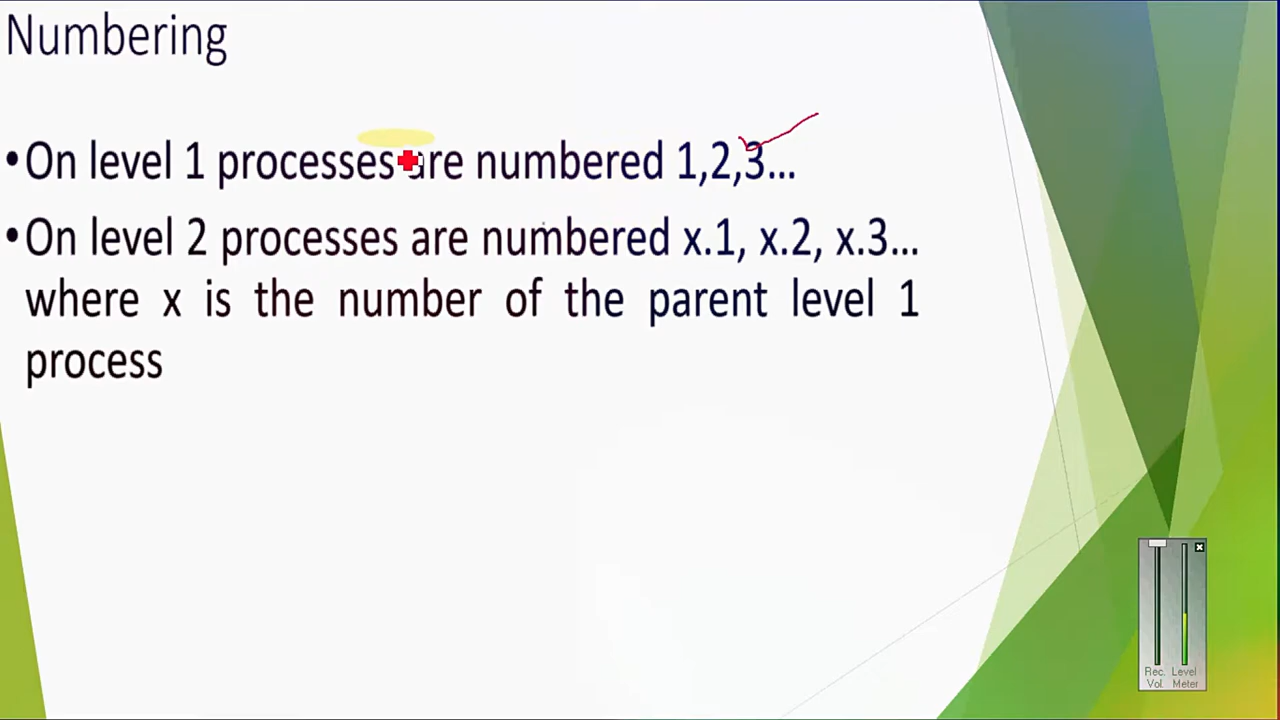 Numbering
•On level 1 processes are numbered 1,2,3...
•On level 2 processes are numbered x.1, x.2, x.3...
where x is the number of the parent level 1
process
Rec. Level
Vol Meter